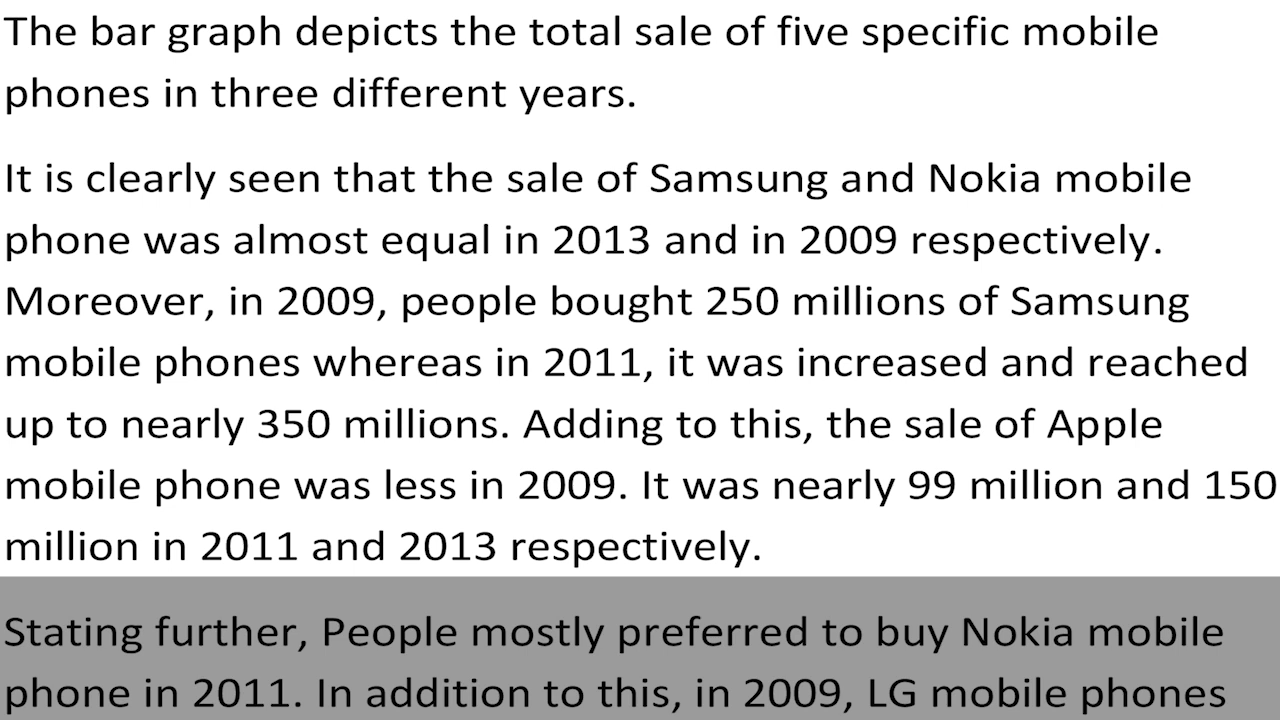 The bar graph depicts the total sale of five specific mobile
phones in three different years.
It is clearly seen that the sale of Samsung and Nokia mobile
phone was almost equal in 2013 and in 2009 respectively.
Moreover, in 2009, people bought 250 millions of Samsung
mobile phones whereas in 2011, it was increased and reached
up to nearly 350 millions. Adding to this, the sale of Apple
mobile phone was less in 2009. It was nearly 99 million and 150
million in 2011 and 2013 respectively.
Stating further, People mostly preferred to buy Nokia mobile
phone in 2011. In addition to this, in 2009, LG mobile phones